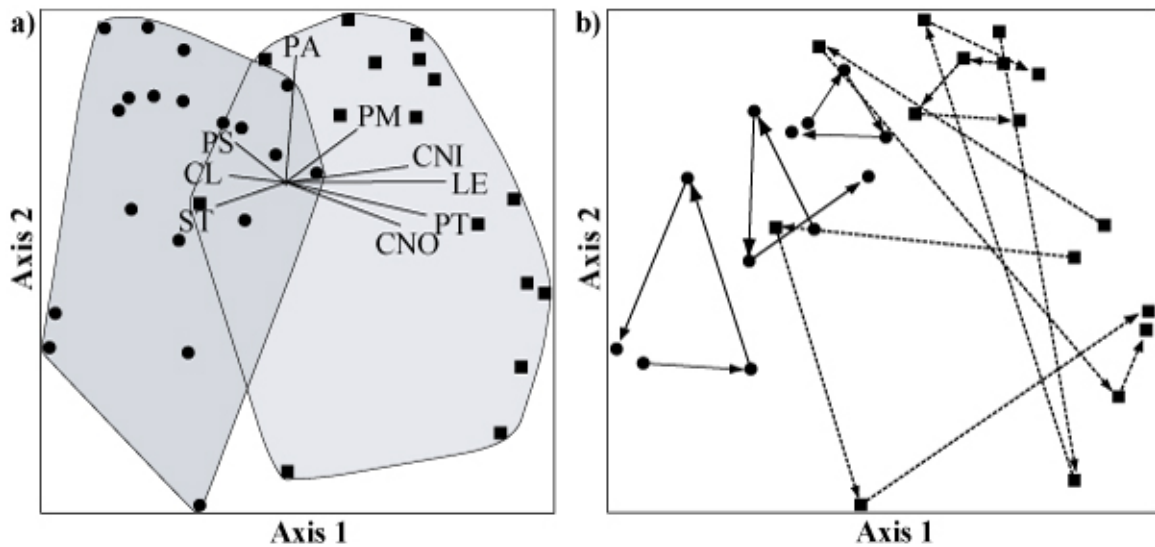 a)
PA
PM
PS
CNI
CL
LE
ST
PT
CNO
Axis 2
Axis 1
b)
Axis 2
Axis 1